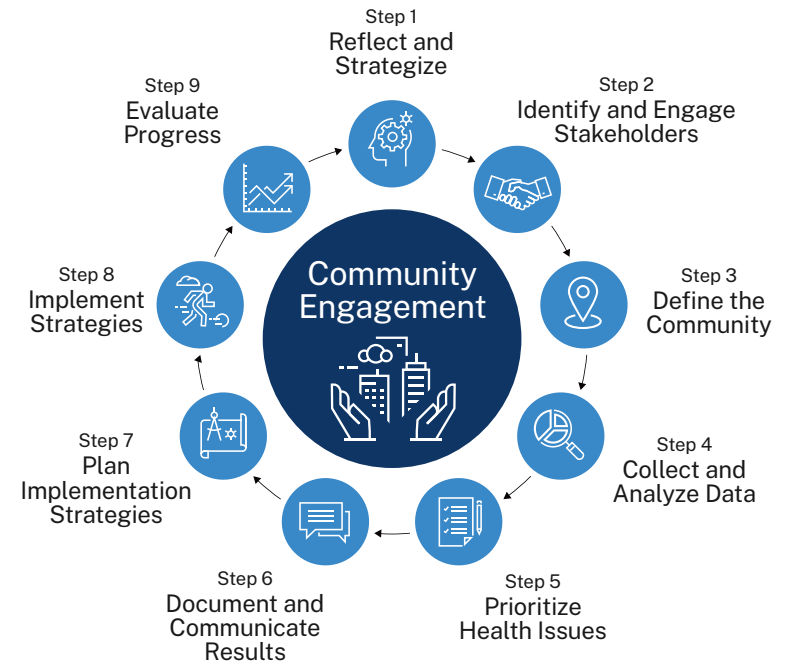 Step 1
Reflect and
Strategize
Step 2
Identify and Engage
Stakeholders
Step 3
Define the
Community
Step 4
Collect and
Analyze Data
Step 5
Prioritize
Health Issues
Step 6
Document and
Communicate
Results
Step 7
Plan
Implementation
Strategies
Step 8
Implement
Strategies
Step 9
Evaluate
Progress
Community
Engagement